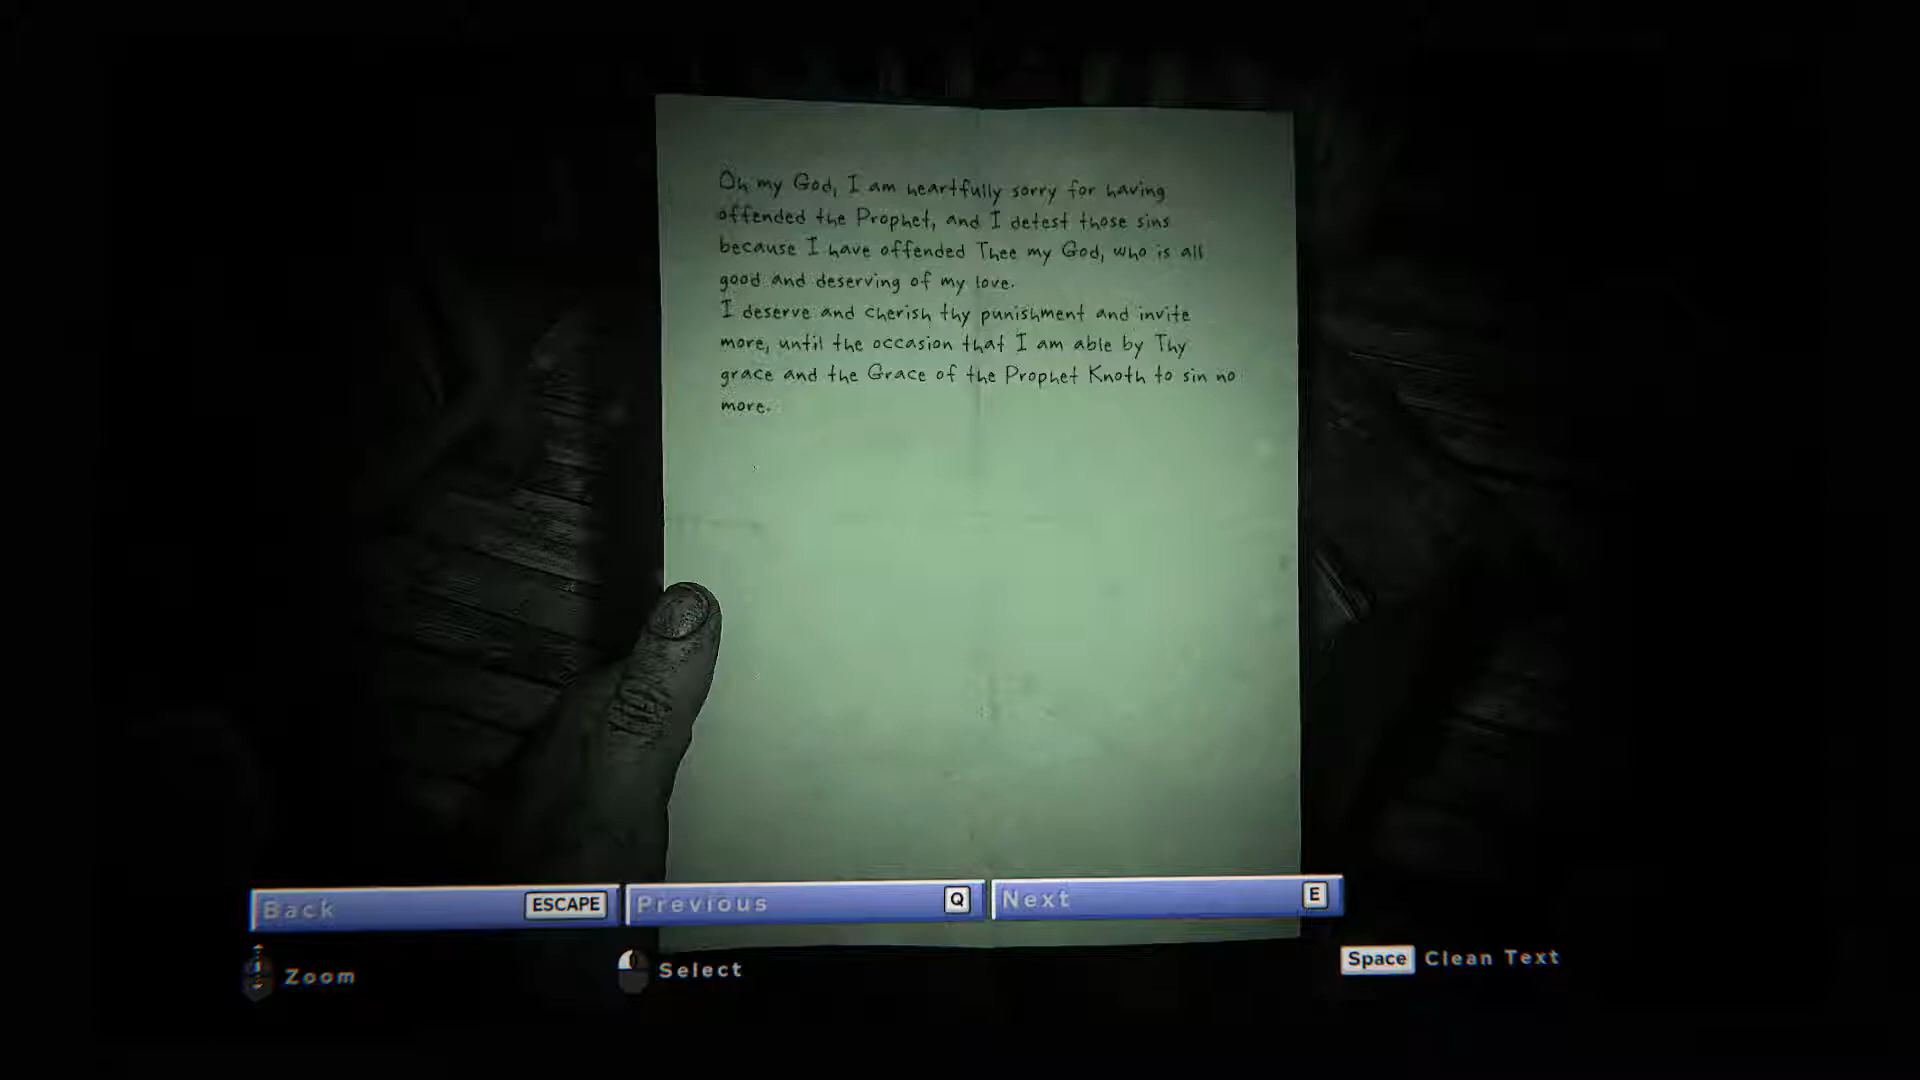 Oh my God, I am heartfully sorry for having
offended the Prophet, and I detest those sins
because I have offended Thee my God, who is all
good and deserving of my love.
I deserve and cherish thy punishment and invite
more, until the occasion that I am able by Thy
grace and the Grace of the Prophet Knoth to sin no
more.
Back ESCAPE Previous Q Next E
Zoom Select Space Clean Text